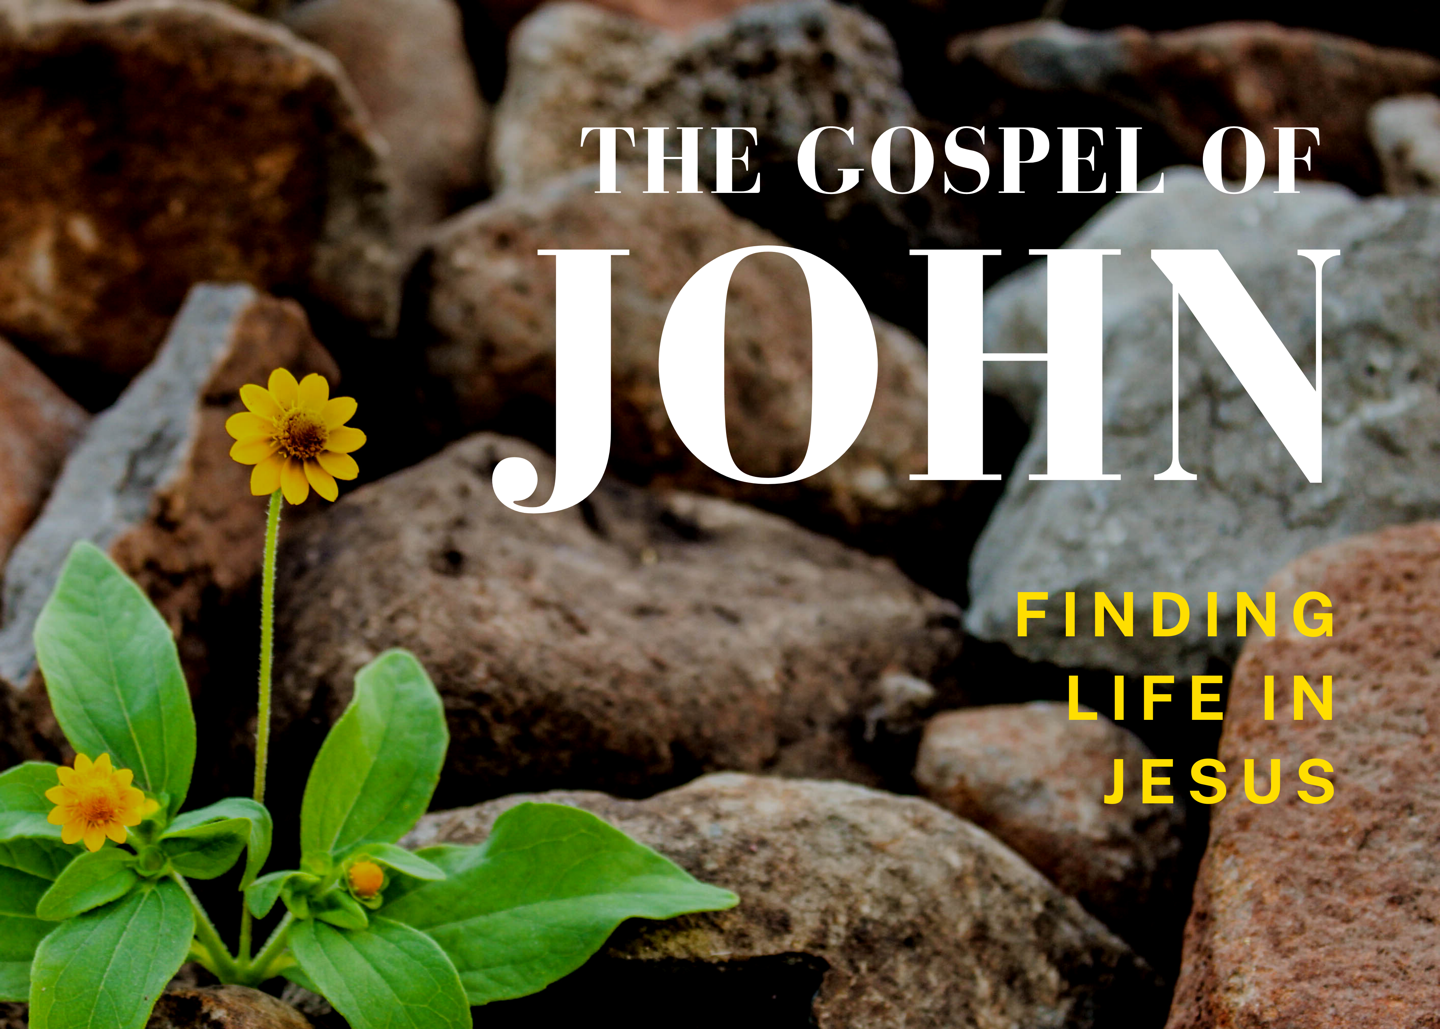 THE GOSPEL OF
JOHN
FINDING
LIFE IN
JESUS